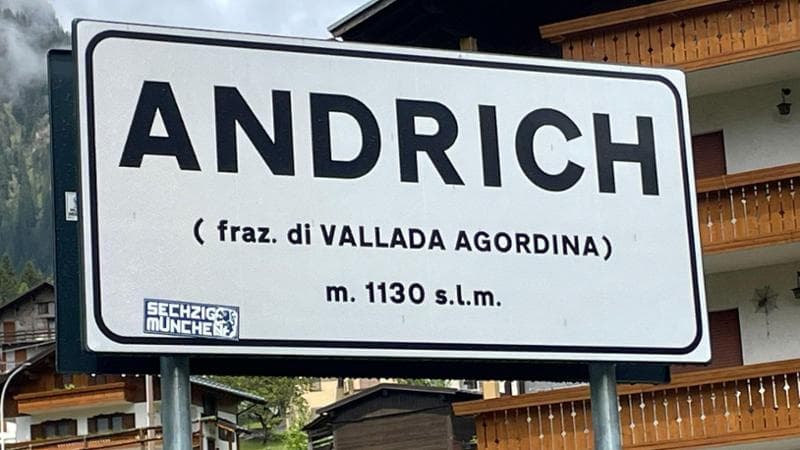 ANDRICH
( fraz. di VALLADA AGORDINA)
m. 1130 s.l.m.
SECHZIG
MÜNCHEN